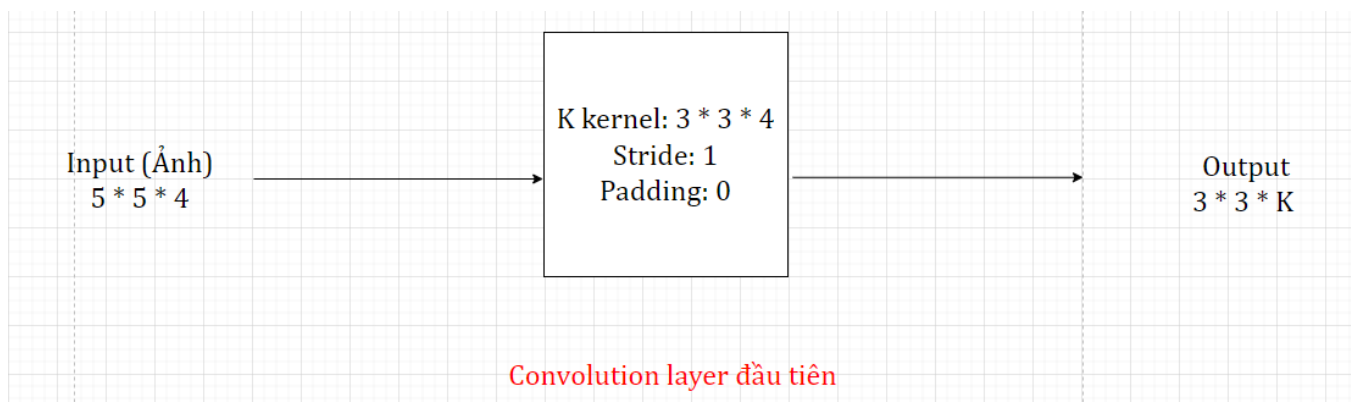 Input (Ảnh)
5 * 5 * 4
K kernel: 3 * 3 * 4
Stride: 1
Padding: 0
Output
3 * 3 * K
Convolution layer đầu tiên